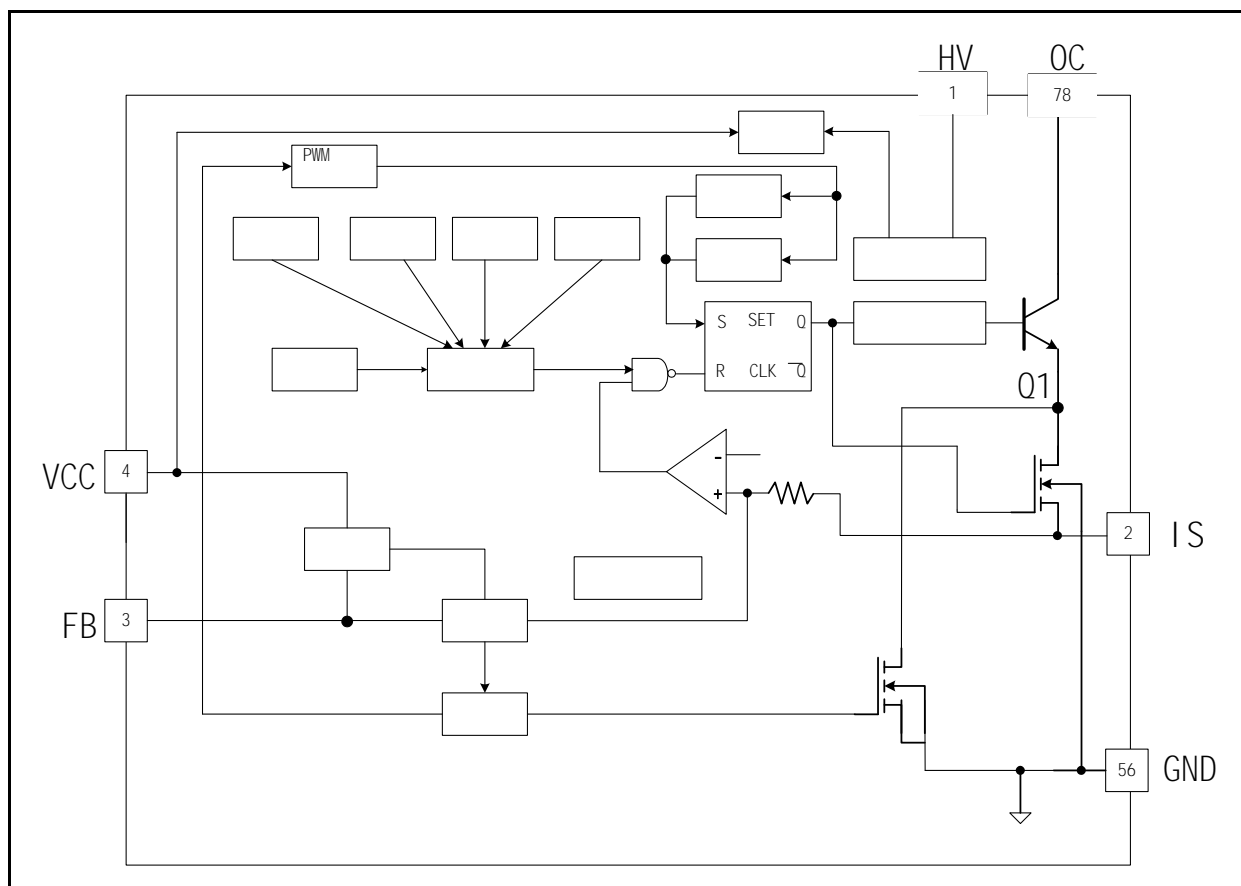 HV OC
1 78
PWM
S SET Q
R CLK Q
Q1
-
+
VCC 4
2 IS
FB 3
56 GND